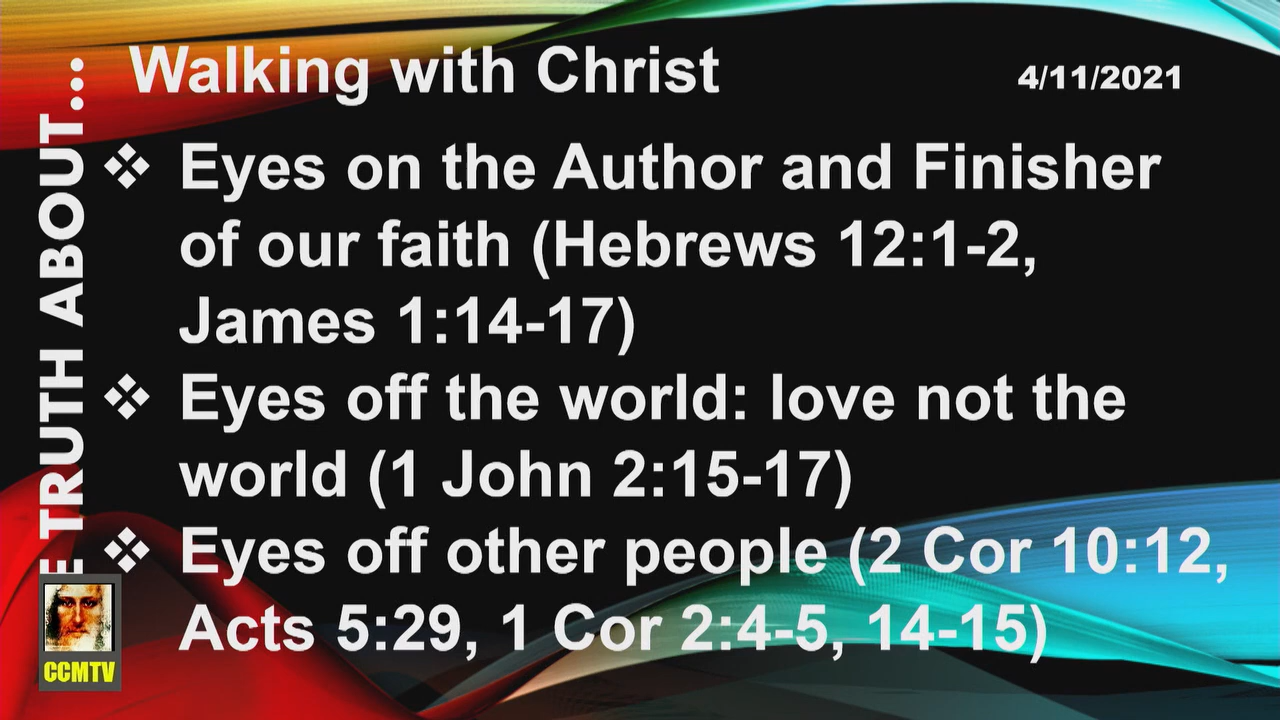 Walking with Christ
4/11/2021
E TRUTH ABOUT...
❖ Eyes on the Author and Finisher
of our faith (Hebrews 12:1-2,
James 1:14-17)
❖ Eyes off the world: love not the
world (1 John 2:15-17)
❖ Eyes off other people (2 Cor 10:12,
Acts 5:29, 1 Cor 2:4-5, 14-15)
CCMTV